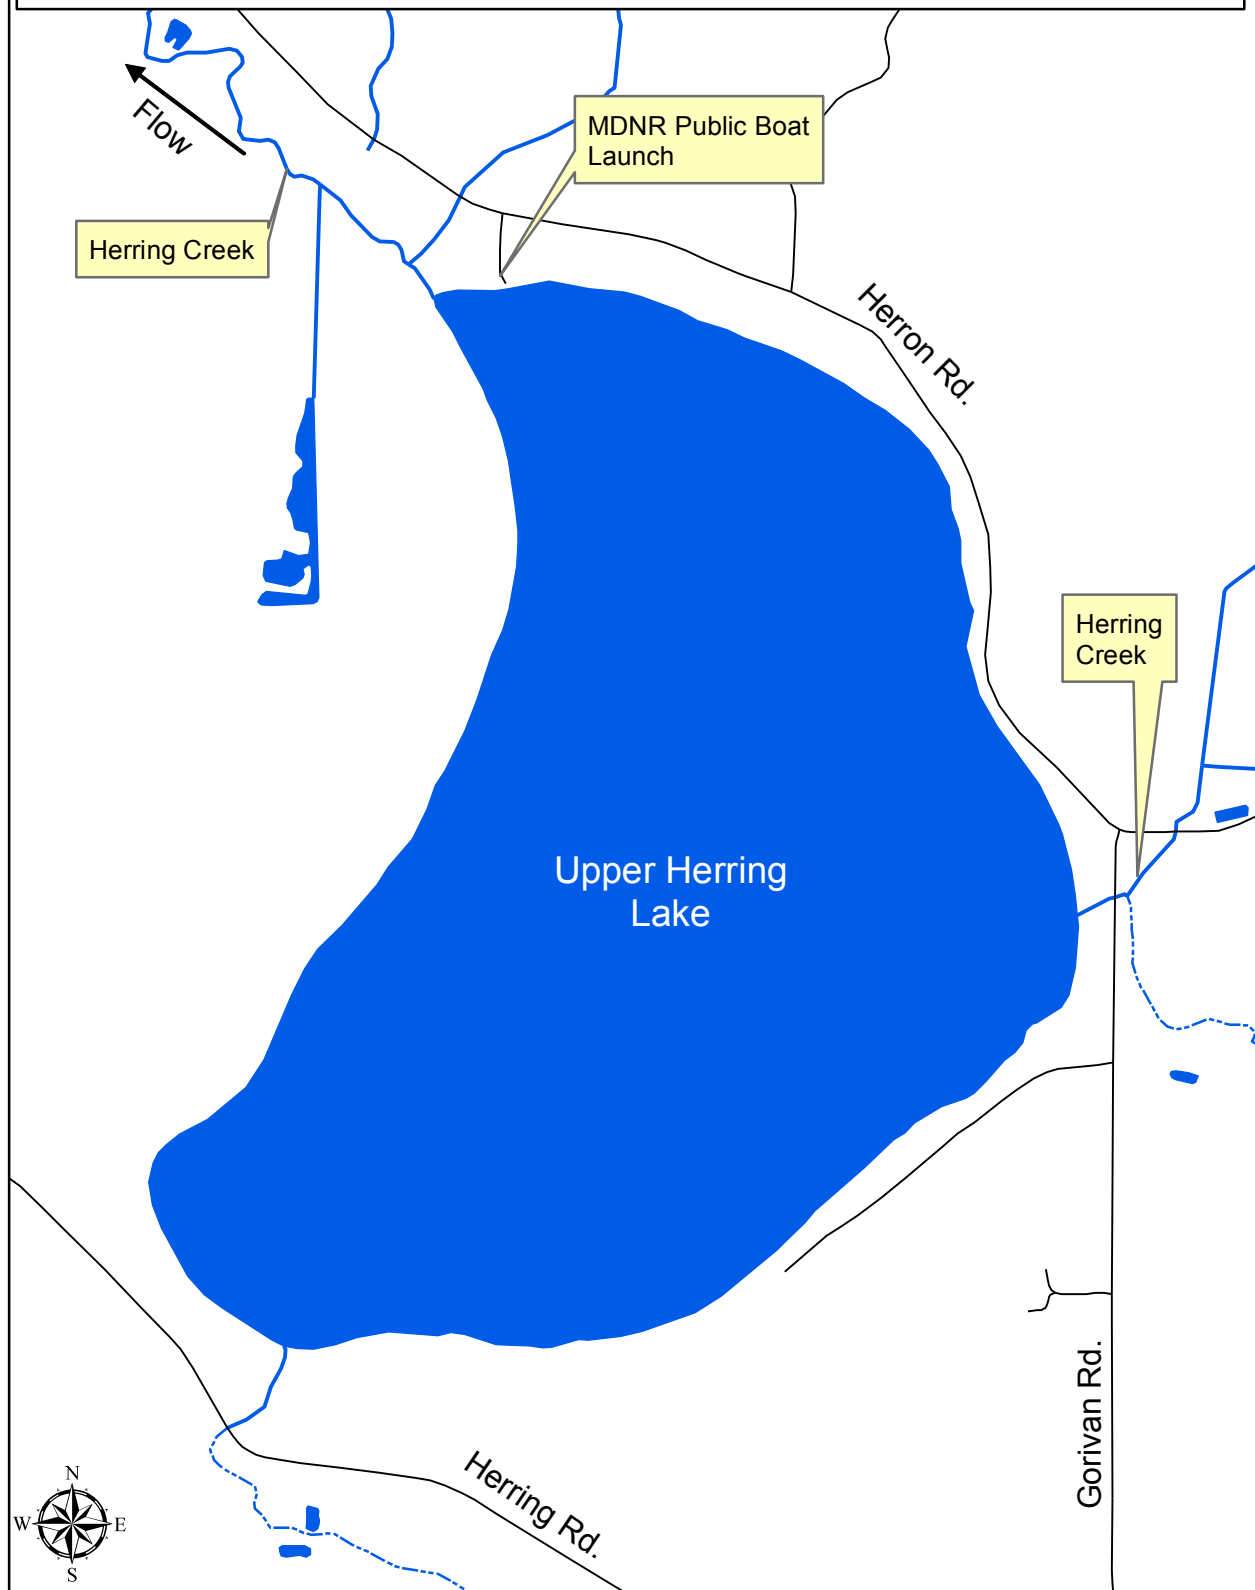 Flow
MDNR Public Boat
Launch
Herring Creek
Herron Rd.
Herring
Creek
Upper Herring
Lake
Gorivan Rd.
Herring Rd.
N
W
E
S